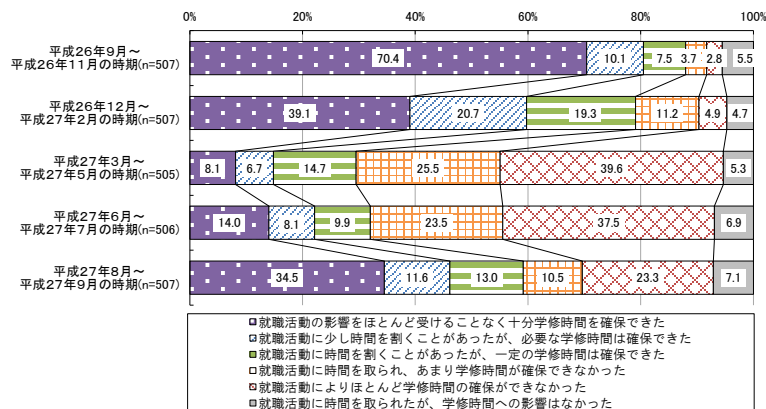 0% 20% 40% 60% 80% 100%
平成26年9月～
平成26年11月の時期(n=507)
70.4 10.1 7.5 3.7 2.8 5.5
平成26年12月～
平成27年2月の時期(n=507)
39.1 20.7 19.3 11.2 4.9 4.7
平成27年3月～
平成27年5月の時期(n=505)
8.1 6.7 14.7 25.5 39.6 5.3
平成27年6月～
平成27年7月の時期(n=506)
14.0 8.1 9.9 23.5 37.5 6.9
平成27年8月～
平成27年9月の時期(n=507)
34.5 11.6 13.0 10.5 23.3 7.1
就職活動の影響をほとんど受けることなく十分学修時間を確保できた
就職活動に少し時間を割くことがあったが、必要な学修時間は確保できた
就職活動に時間を割くことがあったが、一定の学修時間は確保できた
就職活動に時間を取られ、あまり学修時間が確保できなかった
就職活動によりほとんど学修時間の確保ができなかった
就職活動に時間を取られたが、学修時間への影響はなかった